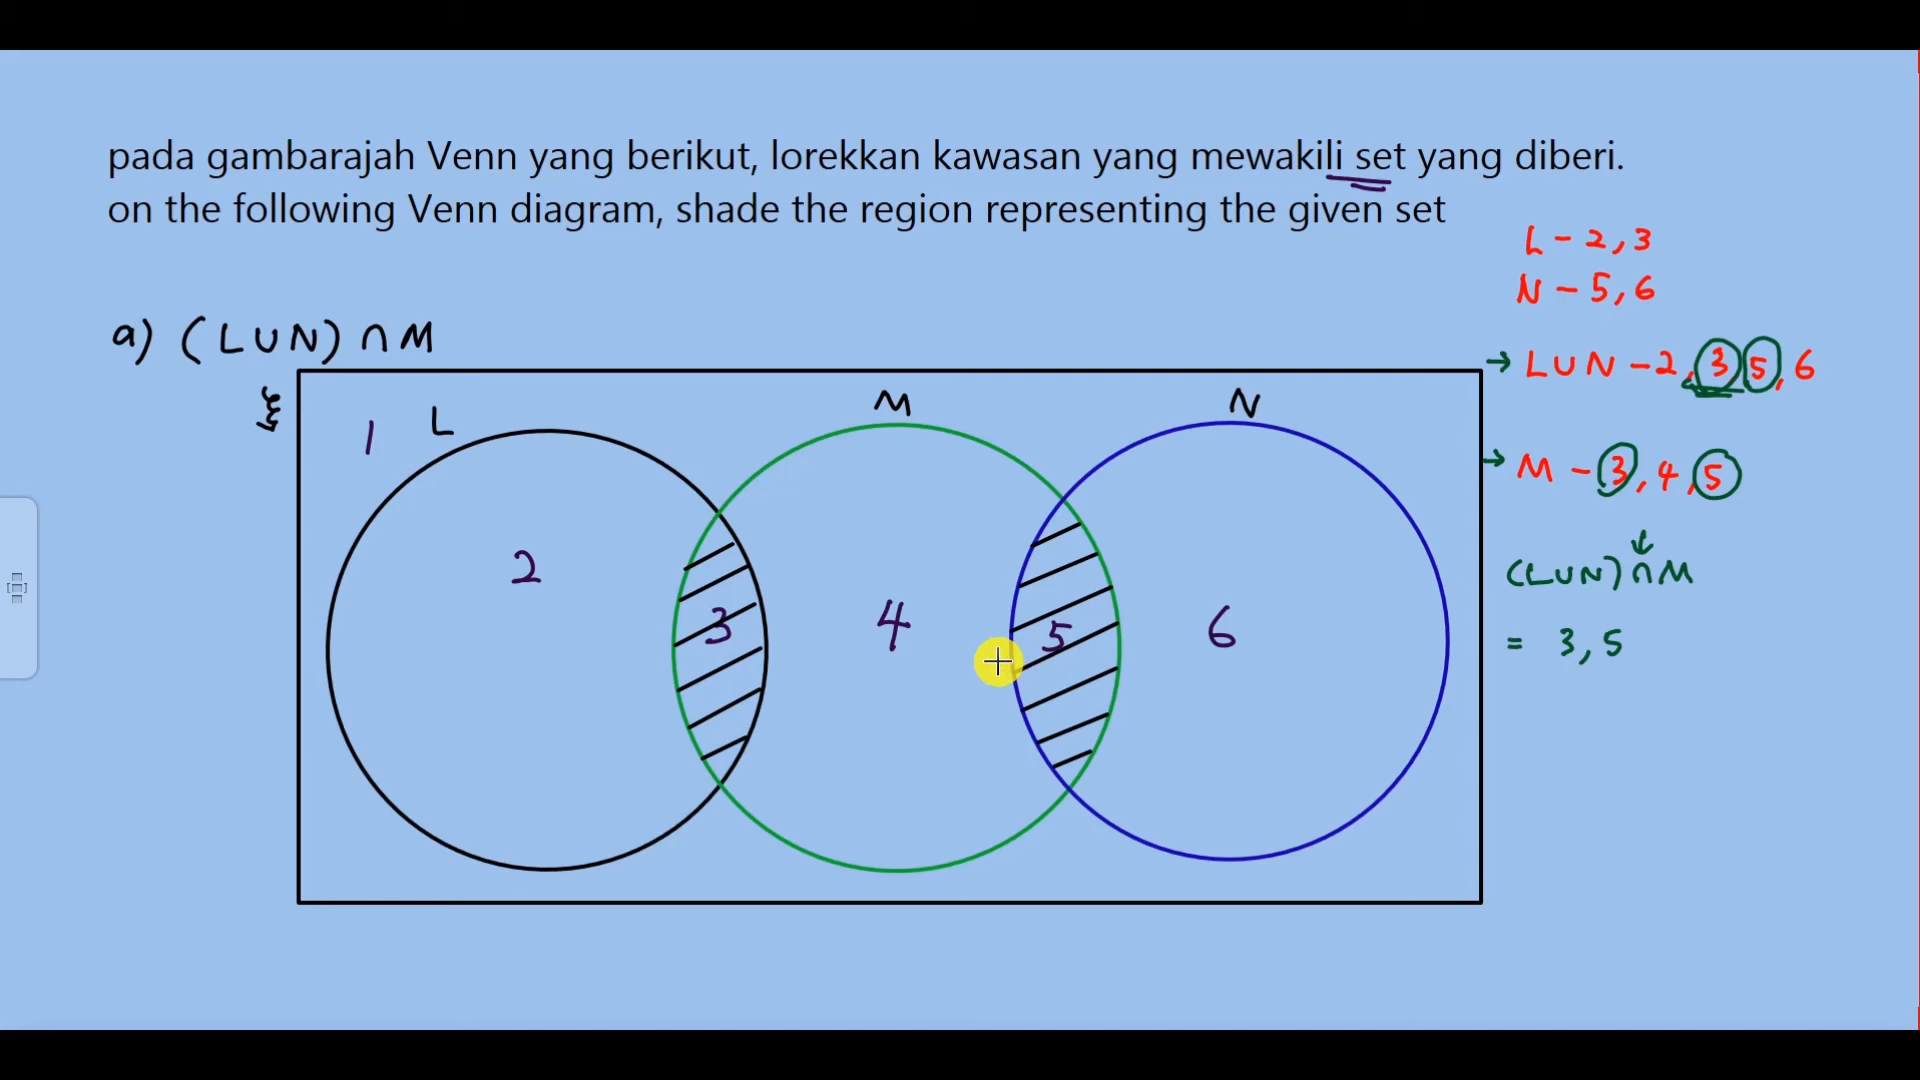 pada gambarajah Venn yang berikut, lorekkan kawasan yang mewakili set yang diberi.
on the following Venn diagram, shade the region representing the given set
L - 2, 3
N - 5, 6
a) (L ∪ N) ∩ M
→ L ∪ N - 2, 3 5, 6
ξ
L
M
N
1
→ M - 3, 4, 5
2
3
4
5
6
(L ∪ N) ∩ M
= 3, 5